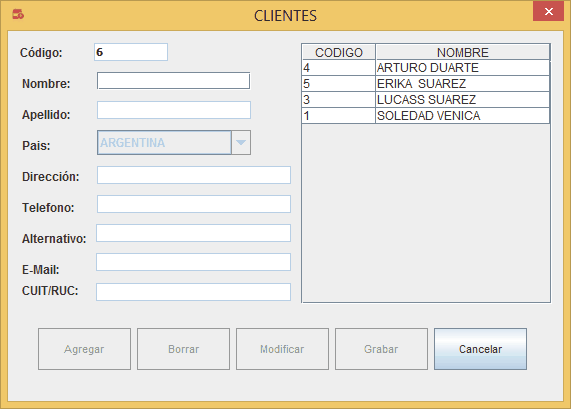 CLIENTES
Código: 6
Nombre:
Apellido:
Pais: ARGENTINA
Dirección:
Telefono:
Alternativo:
E-Mail:
CUIT/RUC:
CODIGO NOMBRE
4 ARTURO DUARTE
5 ERIKA SUAREZ
3 LUCASS SUAREZ
1 SOLEDAD VENICA
Agregar Borrar Modificar Grabar Cancelar